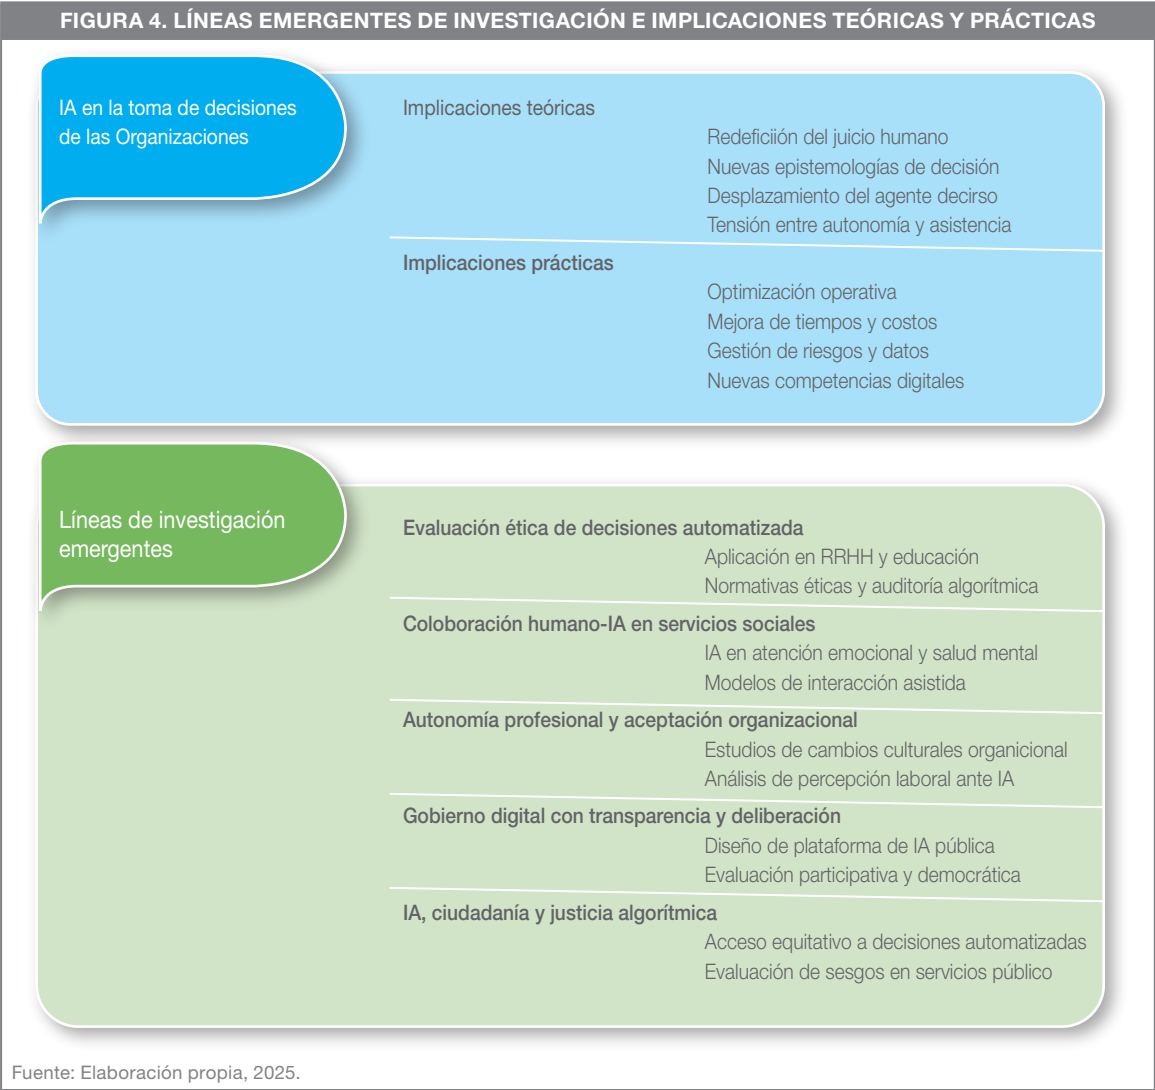 FIGURA 4. LÍNEAS EMERGENTES DE INVESTIGACIÓN E IMPLICACIONES TEÓRICAS Y PRÁCTICAS
IA en la toma de decisiones
de las Organizaciones
Implicaciones teóricas
Redefición del juicio humano
Nuevas epistemologías de decisión
Desplazamiento del agente decirso
Tensión entre autonomía y asistencia
Implicaciones prácticas
Optimización operativa
Mejora de tiempos y costos
Gestión de riesgos y datos
Nuevas competencias digitales
Líneas de investigación
emergentes
Evaluación ética de decisiones automatizada
Aplicación en RRHH y educación
Normativas éticas y auditoría algorítmica
Coloboración humano-IA en servicios sociales
IA en atención emocional y salud mental
Modelos de interacción asistida
Autonomía profesional y aceptación organizacional
Estudios de cambios culturales organicional
Análisis de percepción laboral ante IA
Gobierno digital con transparencia y deliberación
Diseño de plataforma de IA pública
Evaluación participativa y democrática
IA, ciudadanía y justicia algorítmica
Acceso equitativo a decisiones automatizadas
Evaluación de sesgos en servicios público
Fuente: Elaboración propia, 2025.